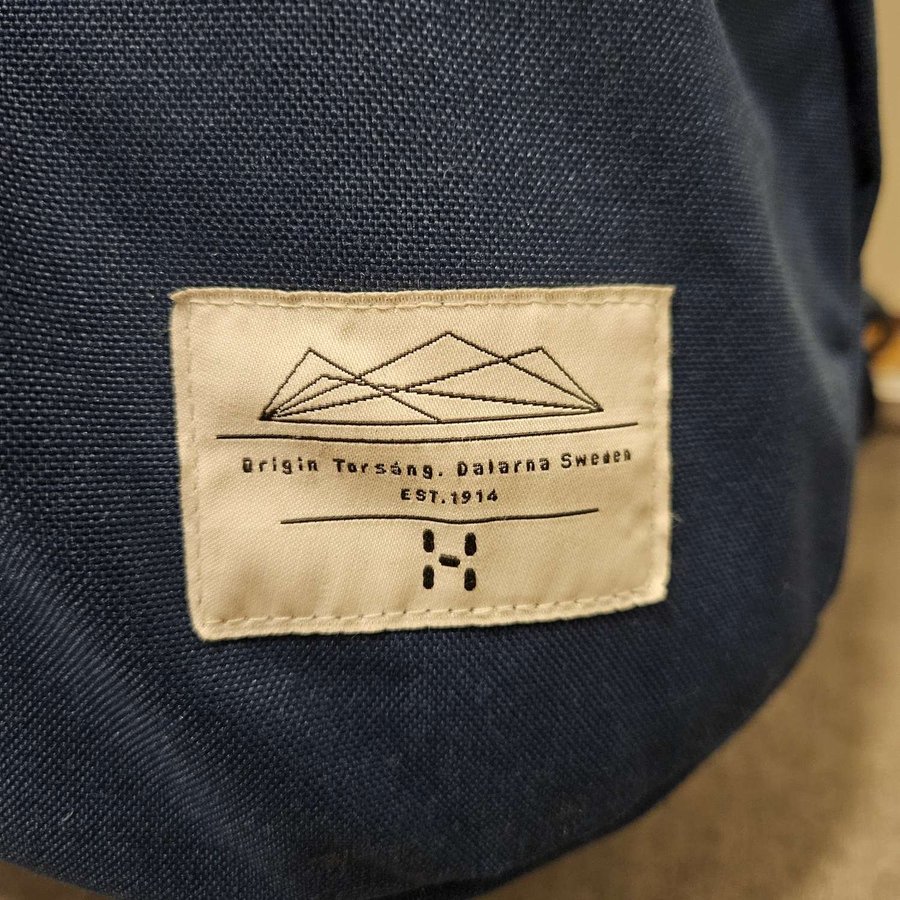 Origin Torsång. Dalarna Sweden
EST.1914
H